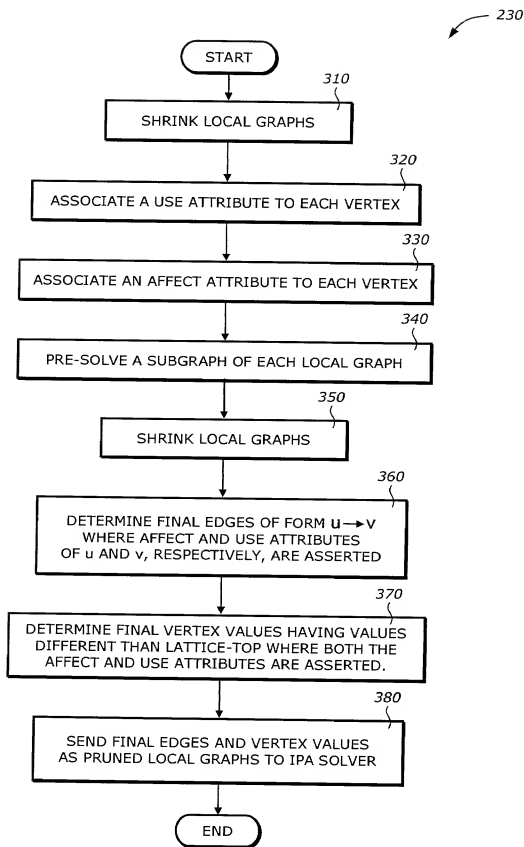 230
START
310
SHRINK LOCAL GRAPHS
320
ASSOCIATE A USE ATTRIBUTE TO EACH VERTEX
330
ASSOCIATE AN AFFECT ATTRIBUTE TO EACH VERTEX
340
PRE-SOLVE A SUBGRAPH OF EACH LOCAL GRAPH
350
SHRINK LOCAL GRAPHS
360
DETERMINE FINAL EDGES OF FORM u→v
WHERE AFFECT AND USE ATTRIBUTES
OF u AND v, RESPECTIVELY, ARE ASSERTED
370
DETERMINE FINAL VERTEX VALUES HAVING VALUES
DIFFERENT THAN LATTICE-TOP WHERE BOTH THE
AFFECT AND USE ATTRIBUTES ARE ASSERTED.
380
SEND FINAL EDGES AND VERTEX VALUES
AS PRUNED LOCAL GRAPHS TO IPA SOLVER
END